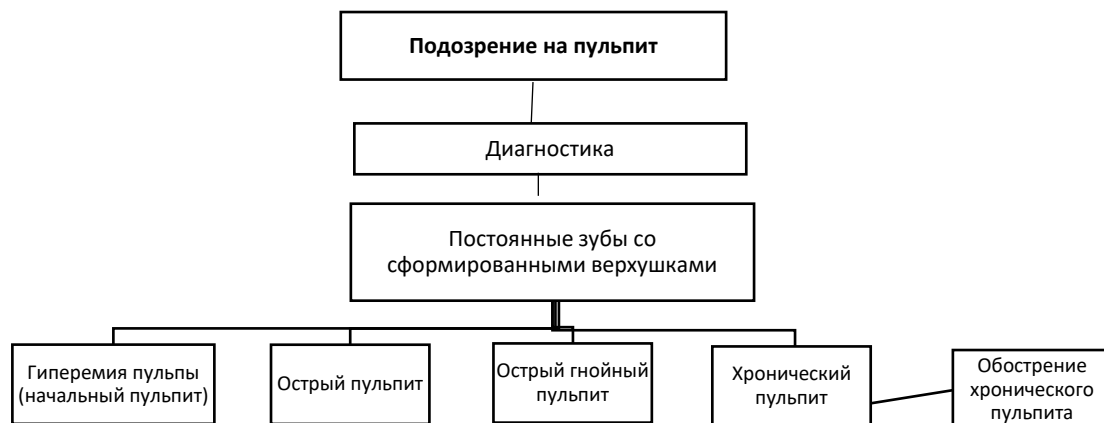 Подозрение на пульпит
Диагностика
Постоянные зубы со
сформированными верхушками
Гиперемия пульпы
(начальный пульпит)
Острый пульпит
Острый гнойный
пульпит
Хронический
пульпит
Обострение
хронического
пульпита